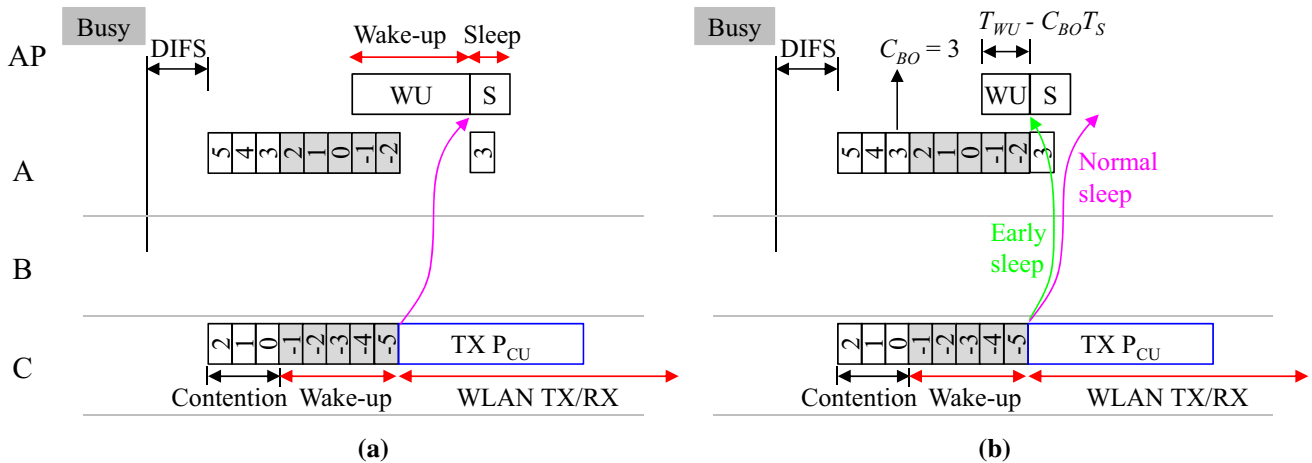 Busy
DIFS
AP
Wake-up Sleep
WU S
A
5 4 3 2 1 0 -1 -2
3
B
C
2 1 0 -1 -2 -3 -4 -5
TX P_CU
Contention Wake-up WLAN TX/RX
(a)
Busy
DIFS
C_BO = 3
T_WU - C_BO T_S
WU S
5 4 3 2 1 0 -1 -2 3
Normal
sleep
Early
sleep
2 1 0 -1 -2 -3 -4 -5
TX P_CU
Contention Wake-up WLAN TX/RX
(b)